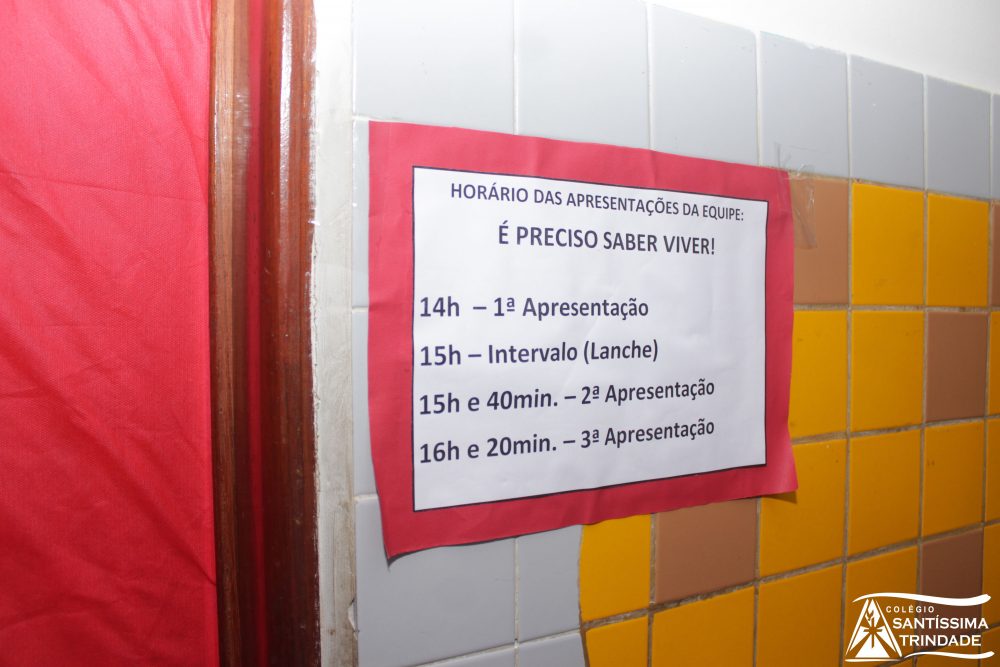 HORÁRIO DAS APRESENTAÇÕES DA EQUIPE:
É PRECISO SABER VIVER!
14h – 1ª Apresentação
15h – Intervalo (Lanche)
15h e 40min. – 2ª Apresentação
16h e 20min. – 3ª Apresentação
COLÉGIO
SANTÍSSIMA
TRINDADE